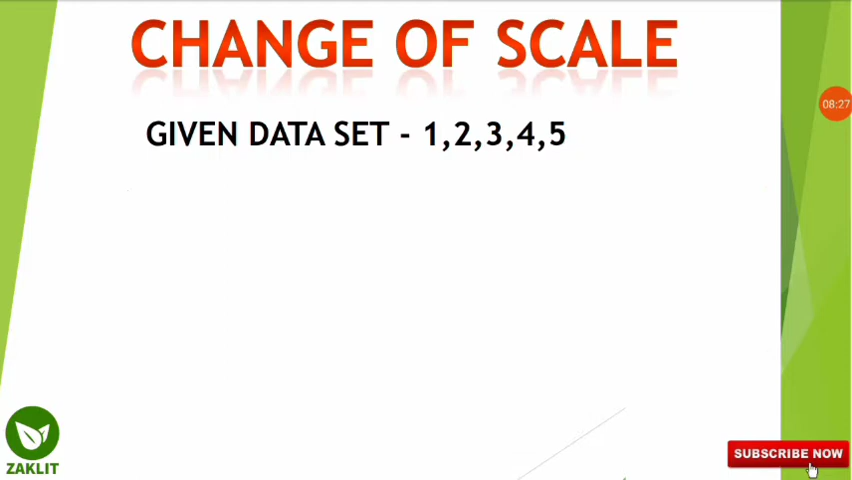 CHANGE OF SCALE
GIVEN DATA SET - 1,2,3,4,5
08:27
ZAKLIT
SUBSCRIBE NOW